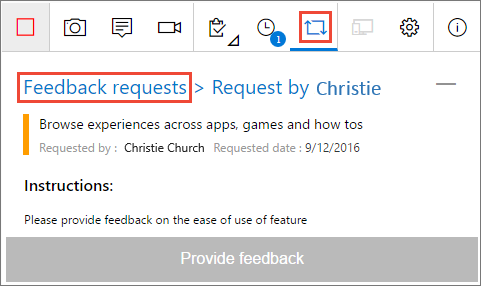 1
Feedback requests > Request by Christie
Browse experiences across apps, games and how tos
Requested by : Christie Church Requested date : 9/12/2016
Instructions:
Please provide feedback on the ease of use of feature
Provide feedback